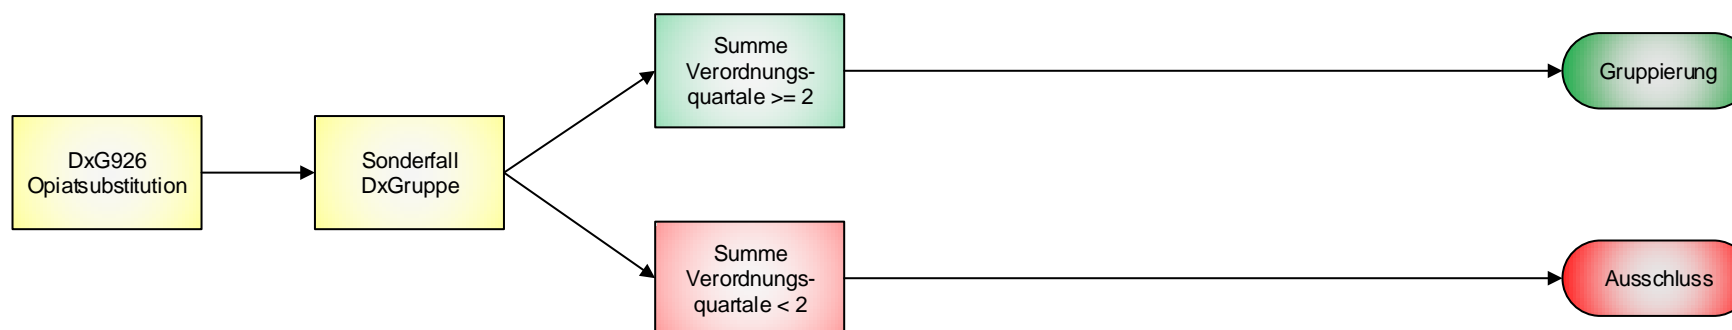 DxG926
Opiatsubstitution
Sonderfall
DxGruppe
Summe
Verordnungs-
quartale >= 2
Gruppierung
Summe
Verordnungs-
quartale < 2
Ausschluss